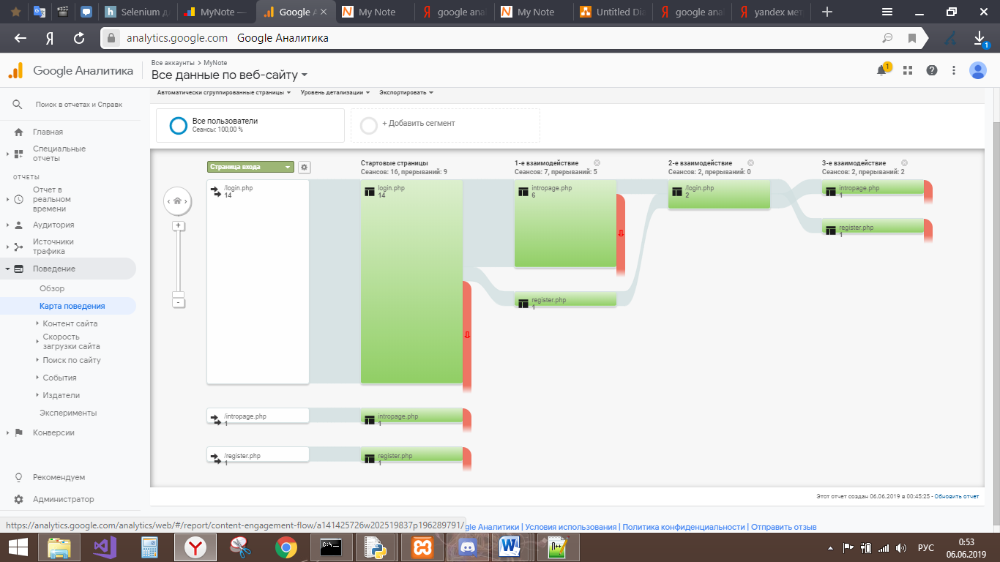 Selenium д
MyNote —
Google А
My Note
google ana
My Note
Untitled Dia
google ana
yandex мет
analytics.google.com Google Аналитика
1
Google Аналитика
Все аккаунты > MyNote
Все данные по веб-сайту
1
Поиск в отчетах и Справк
Главная
Специальные
отчеты
ОТЧЕТЫ
Отчет в
реальном
времени
Аудитория
Источники
трафика
Поведение
Обзор
Карта поведения
Контент сайта
Скорость
загрузки сайта
Поиск по сайту
События
Издатели
Эксперименты
Конверсии
Рекомендуем
Администратор
Автоматически сгруппированные страницы
Уровень детализации
Экспортировать
Все пользователи
Сеансы: 100,00 %
+ Добавить сегмент
Страница входа
Стартовые страницы
Сеансов: 16, прерываний: 9
1-е взаимодействие
Сеансов: 7, прерываний: 5
2-е взаимодействие
Сеансов: 2, прерываний: 0
3-е взаимодействие
Сеансов: 2, прерываний: 2
+
-
/login.php
14
login.php
14
intropage.php
6
/login.php
2
intropage.php
1
register.php
1
register.php
1
/intropage.php
1
intropage.php
1
/register.php
1
register.php
1
Этот отчет создан 06.06.2019 в 00:45:25 - Обновить отчет
https://analytics.google.com/analytics/web/#/report/content-engagement-flow/a141425726w202519837p196289791/
gle Аналитики | Условия использования | Политика конфиденциальности | Отправить отзыв
C:\
РУС
0:53
06.06.2019